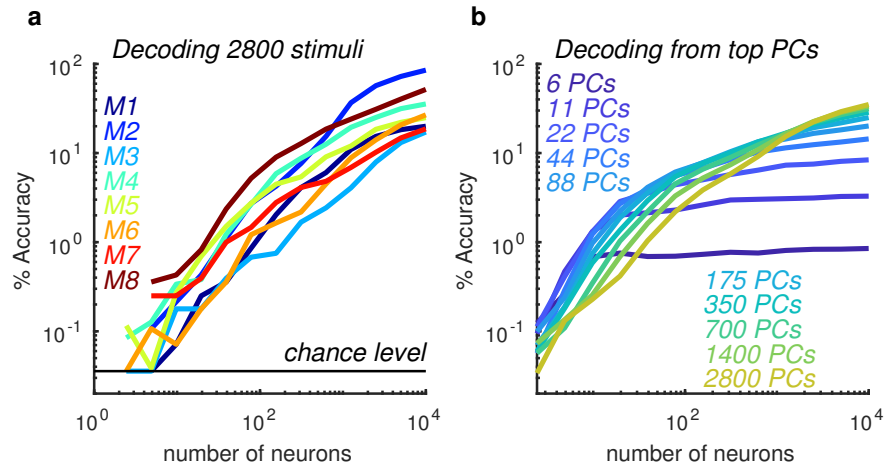 a
Decoding 2800 stimuli
10^2
10^1
10^0
10^-1
% Accuracy
M1
M2
M3
M4
M5
M6
M7
M8
chance level
10^0
10^2
10^4
number of neurons
b
Decoding from top PCs
10^2
10^1
10^0
10^-1
% Accuracy
6 PCs
11 PCs
22 PCs
44 PCs
88 PCs
175 PCs
350 PCs
700 PCs
1400 PCs
2800 PCs
10^2
10^4
number of neurons